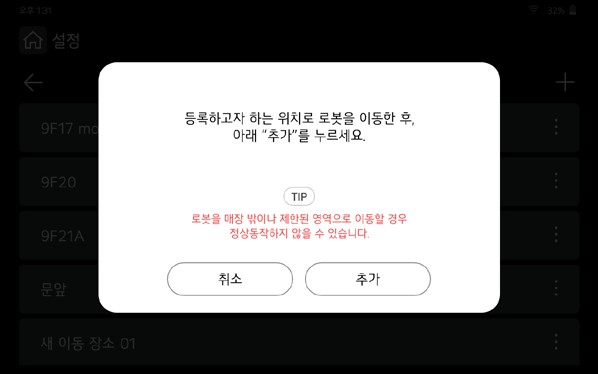 오후 1:31
32%
설정
등록하고자 하는 위치로 로봇을 이동한 후,
아래 “추가”를 누르세요.
9F17
9F20
TIP
로봇을 매장 밖이나 제한된 영역으로 이동할 경우
정상동작하지 않을 수 있습니다.
9F21A
취소
추가
문앞
새 이동 장소 01